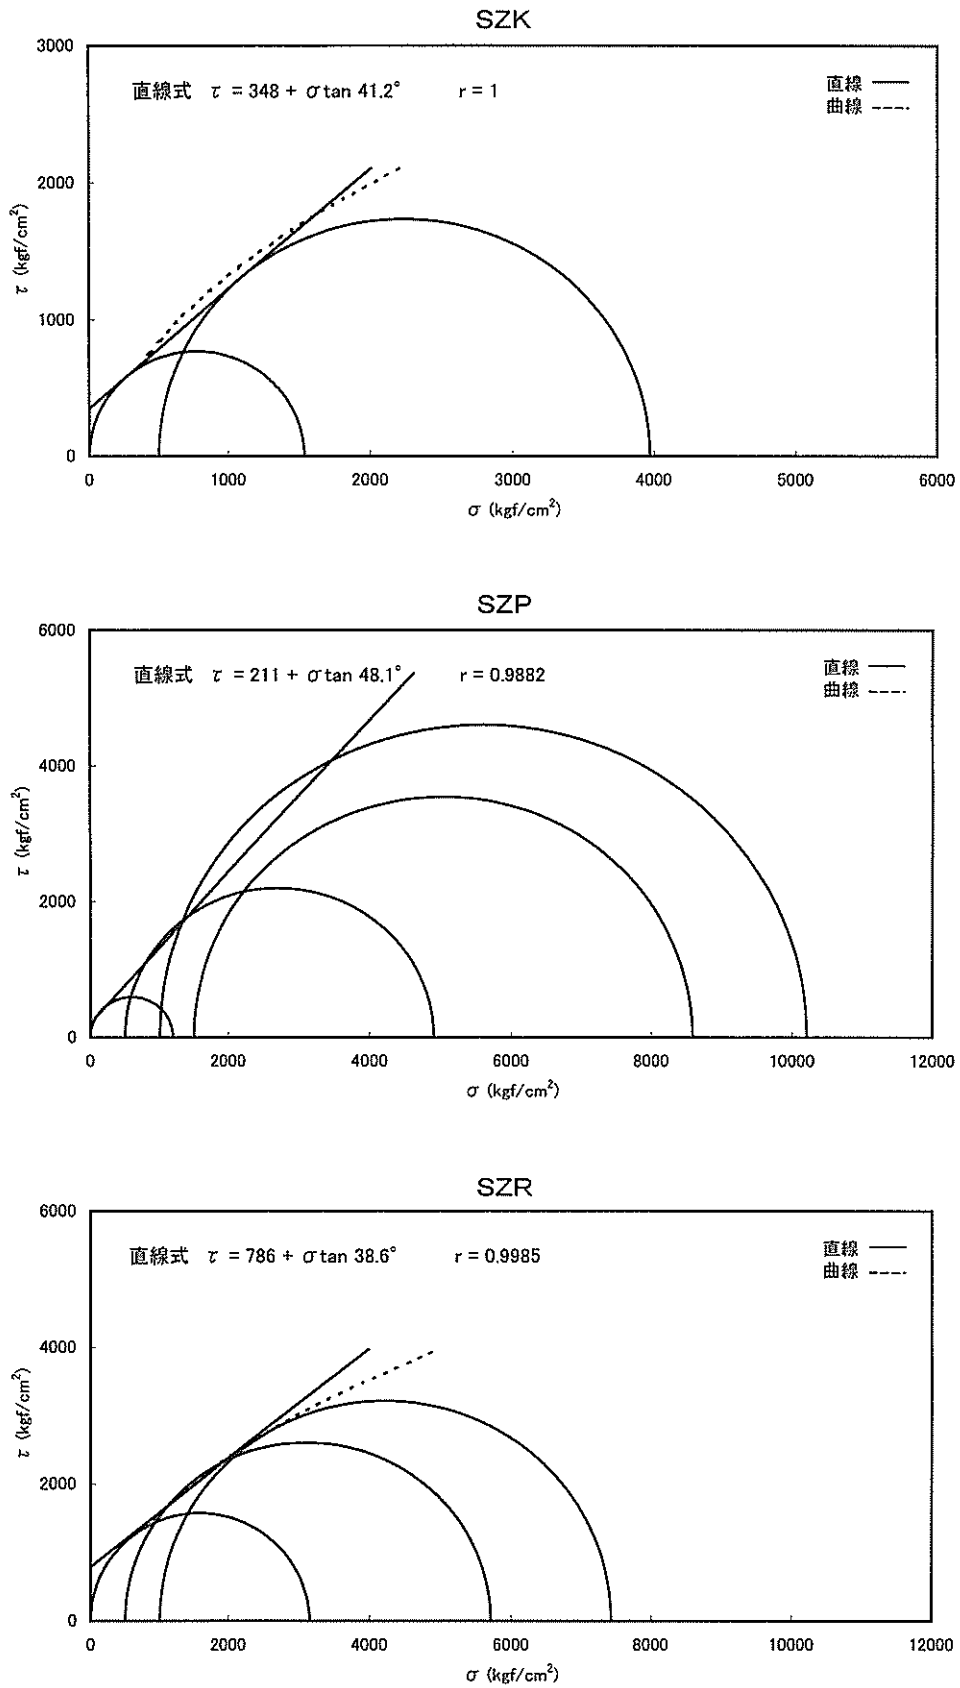 SZK
3000
直線式 τ = 348 + σ tan 41.2° r = 1
直線
曲線
2000
τ (kgf/cm²)
1000
0
0 1000 2000 3000 4000 5000 6000
σ (kgf/cm²)
SZP
6000
直線式 τ = 211 + σ tan 48.1° r = 0.9882
直線
曲線
4000
τ (kgf/cm²)
2000
0
0 2000 4000 6000 8000 10000 12000
σ (kgf/cm²)
SZR
6000
直線式 τ = 786 + σ tan 38.6° r = 0.9985
直線
曲線
4000
τ (kgf/cm²)
2000
0
0 2000 4000 6000 8000 10000 12000
σ (kgf/cm²)